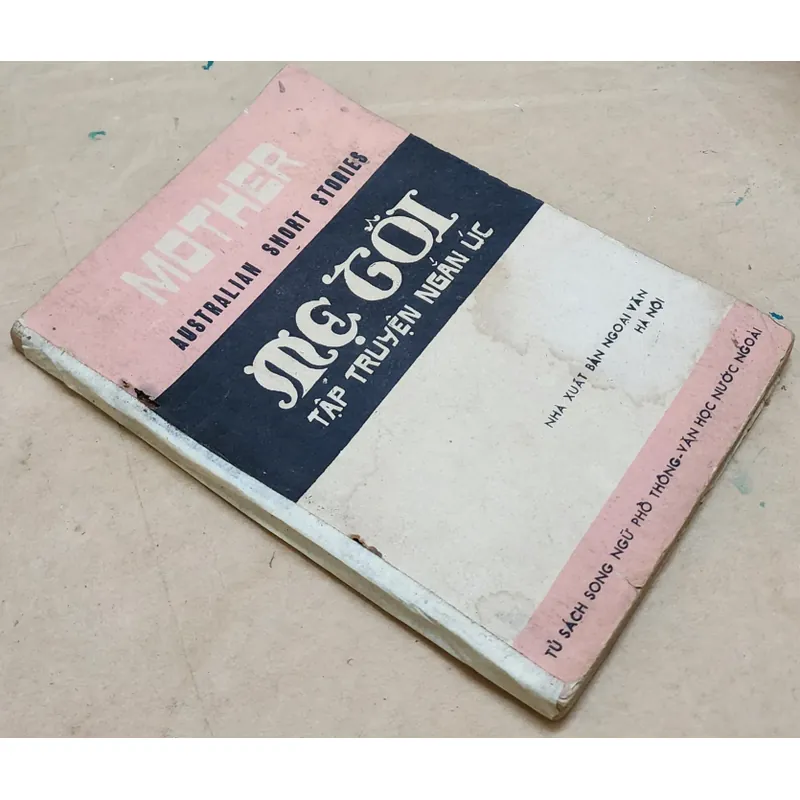 MOTHER
AUSTRALIAN SHORT STORIES
MẸ TÔI
TẬP TRUYỆN NGẮN ÚC
NHÀ XUẤT BẢN NGOẠI VĂN
HÀ NỘI
TỦ SÁCH SONG NGỮ PHỔ THÔNG-VĂN HỌC NƯỚC NGOÀI